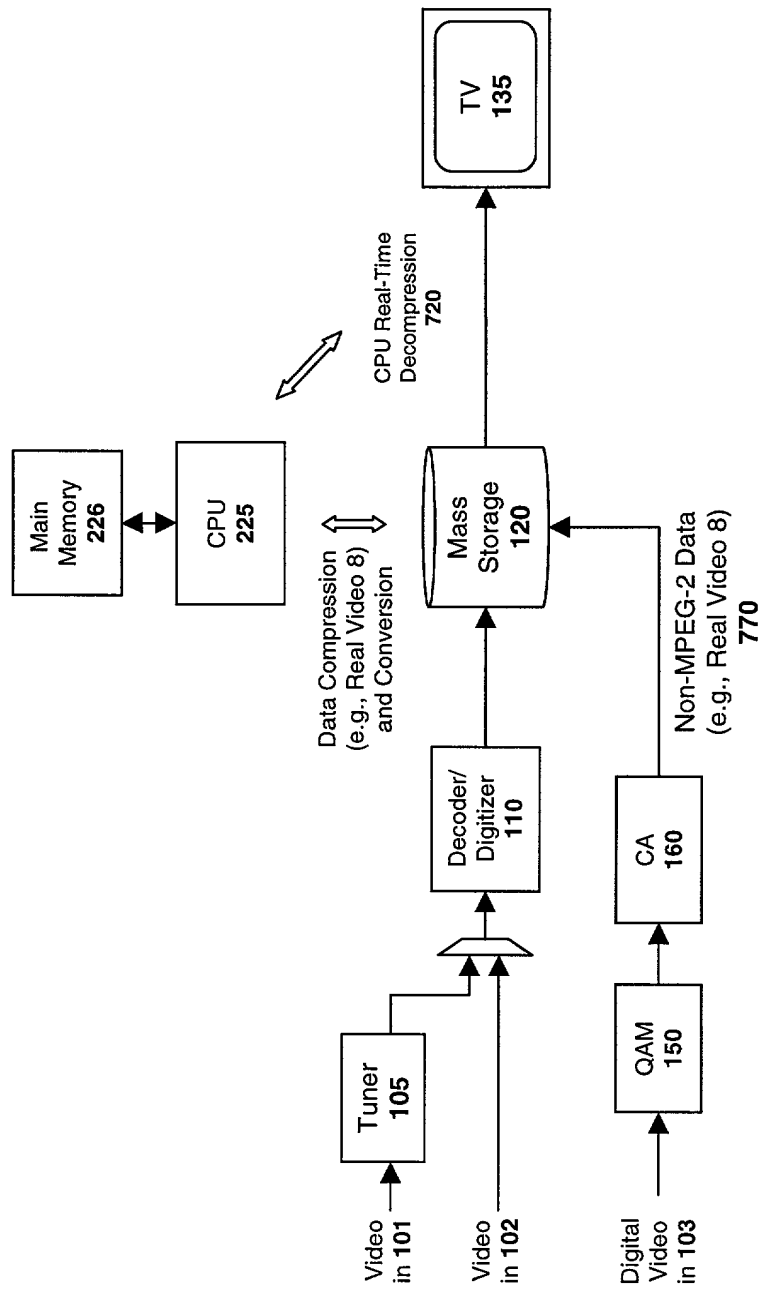 Main
Memory
226
CPU
225
CPU Real-Time
Decompression
720
Data Compression
(e.g., Real Video 8)
and Conversion
Video
in 101
Tuner
105
Video
in 102
Decoder/
Digitizer
110
Mass
Storage
120
TV
135
Digital
Video
in 103
QAM
150
CA
160
Non-MPEG-2 Data
(e.g., Real Video 8)
770